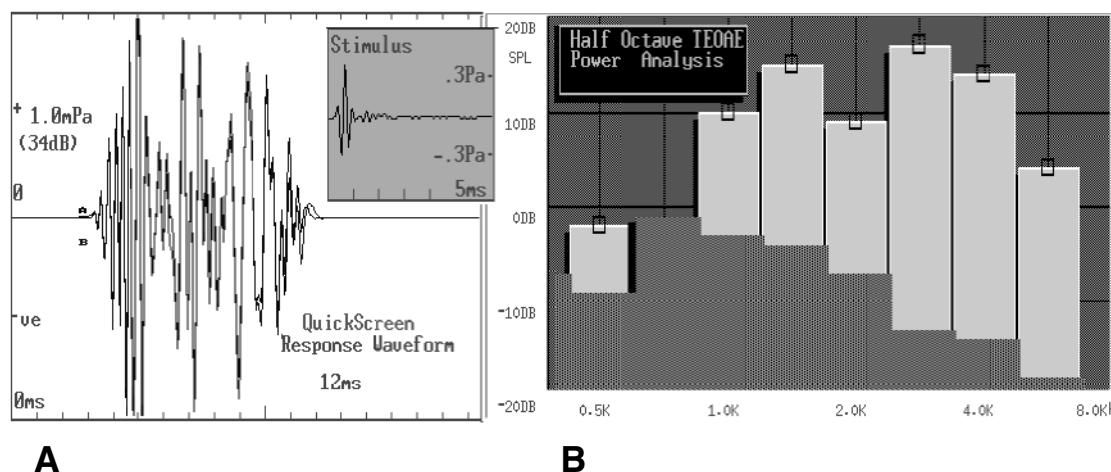 Stimulus
.3Pa
-.3Pa
5ms
+ 1.0mPa
(34dB)
0
A
B
-ve
0ms
QuickScreen
Response Waveform
12ms
A
20DB
SPL
10DB
0DB
-10DB
-20DB
Half Octave TEOAE
Power Analysis
0.5K
1.0K
2.0K
4.0K
8.0K
B